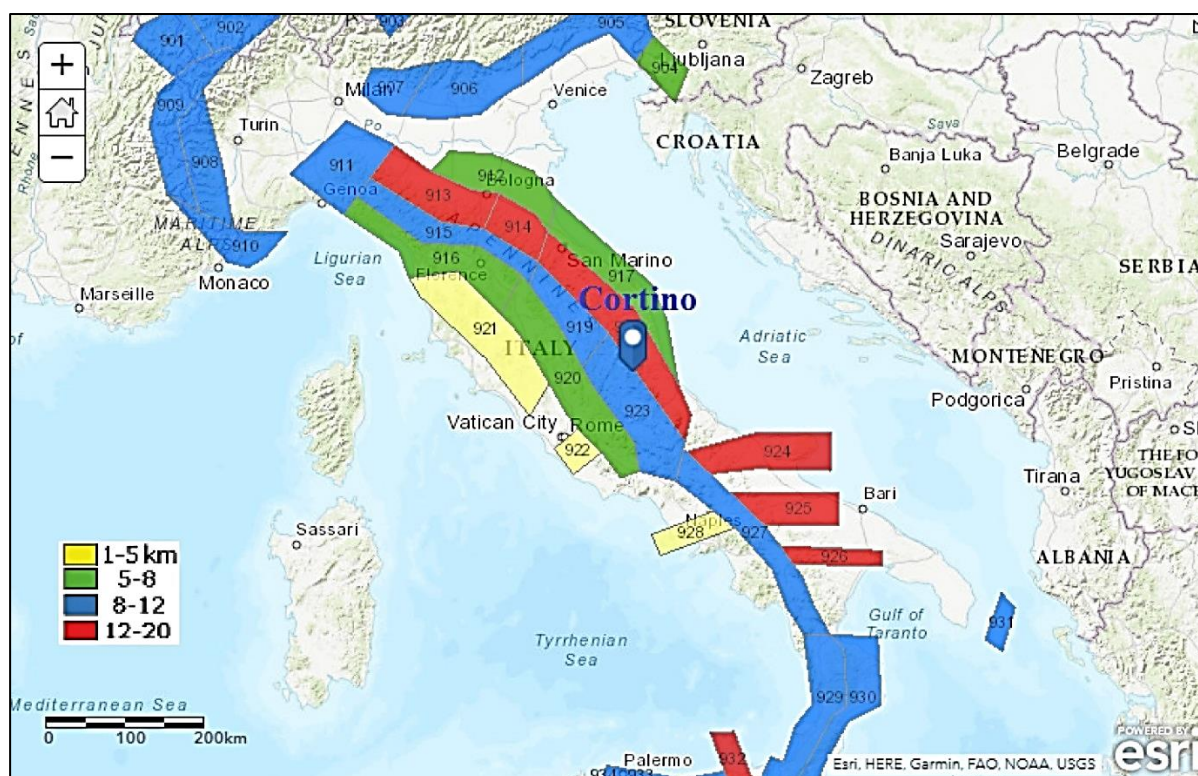 SLOVENIA
901
902
903
905
904
Ljubljana
Zagreb
907
Milan
906
Venice
909
Turin
Po
CROATIA
Sava
Banja Luka
Belgrade
Rhone
908
911
Genoa
913
912
Bologna
BOSNIA AND
HERZEGOVINA
Sarajevo
MARITIME
ALPS
910
Monaco
Marseille
Ligurian
Sea
915
914
916
Florence
San Marino
917
APENNINE
DINARIC ALPS
SERBIA
Cortino
919
921
ITALY
920
923
Adriatic
Sea
MONTENEGRO
Podgorica
Pristina
Vatican City
Rome
922
924
Tirana
925
Bari
Sassari
Naples
928
927
926
ALBANIA
1-5 km
5-8
8-12
12-20
Gulf of
Taranto
931
Tyrrhenian
Sea
929
930
Mediterranean Sea
0 100 200km
Palermo
932
933
POWERED BY
esri
Esri, HERE, Garmin, FAO, NOAA, USGS